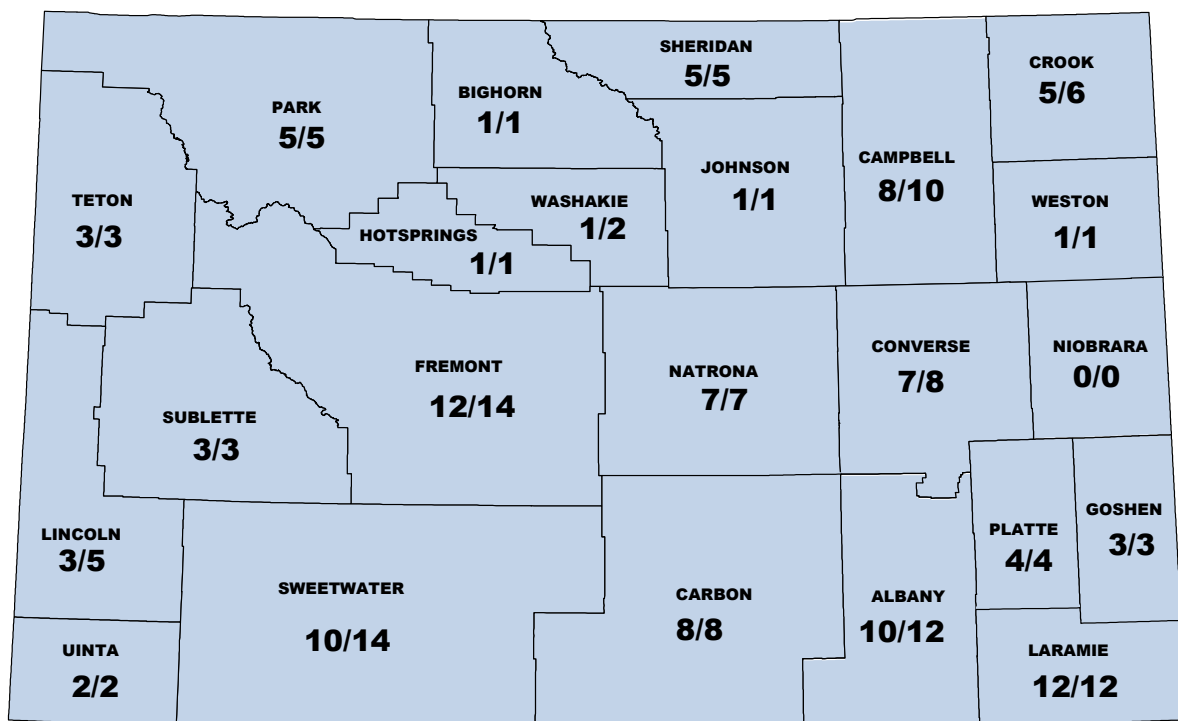 SHERIDAN
5/5
CROOK
5/6
BIGHORN
1/1
PARK
5/5
JOHNSON
1/1
CAMPBELL
8/10
TETON
3/3
WASHAKIE
1/2
WESTON
1/1
HOTSPRINGS
1/1
FREMONT
12/14
NATRONA
7/7
CONVERSE
7/8
NIOBRARA
0/0
SUBLETTE
3/3
LINCOLN
3/5
PLATTE
4/4
GOSHEN
3/3
SWEETWATER
10/14
CARBON
8/8
ALBANY
10/12
UINTA
2/2
LARAMIE
12/12